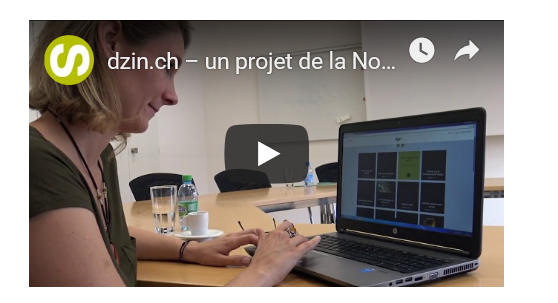 dzin.ch – un projet de la No...